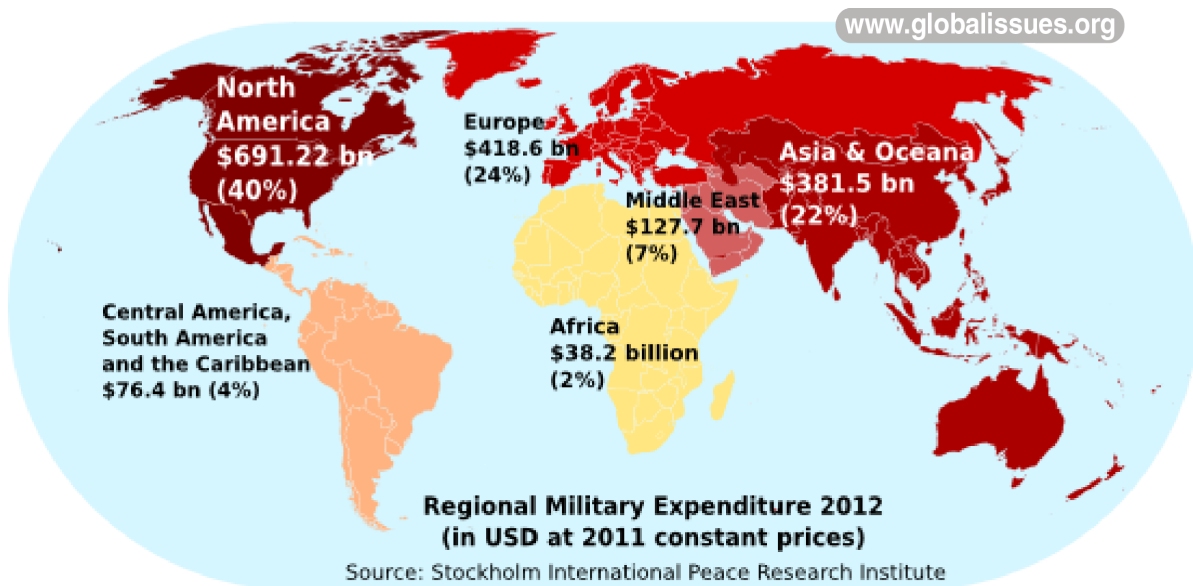 www.globalissues.org
North
America
$691.22 bn
(40%)
Europe
$418.6 bn
(24%)
Asia & Oceana
$381.5 bn
(22%)
Middle East
$127.7 bn
(7%)
Central America,
South America
and the Caribbean
$76.4 bn (4%)
Africa
$38.2 billion
(2%)
Regional Military Expenditure 2012
(in USD at 2011 constant prices)
Source: Stockholm International Peace Research Institute